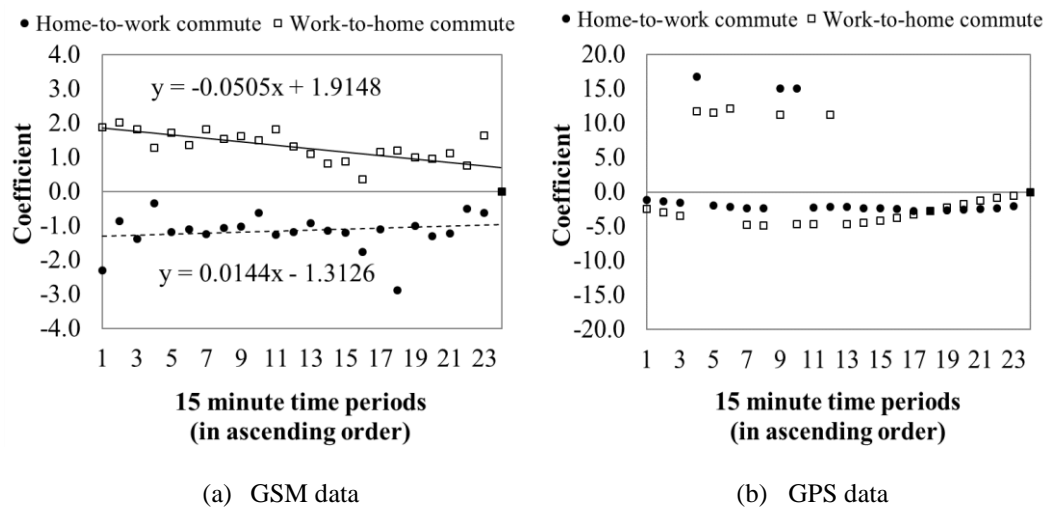 ● Home-to-work commute □ Work-to-home commute
4.0
3.0
2.0
1.0
0.0
-1.0
-2.0
-3.0
-4.0
Coefficient
y = -0.0505x + 1.9148
y = 0.0144x - 1.3126
1 3 5 7 9 11 13 15 17 19 21 23
15 minute time periods
(in ascending order)
(a) GSM data
● Home-to-work commute □ Work-to-home commute
20.0
15.0
10.0
5.0
0.0
-5.0
-10.0
-15.0
-20.0
Coefficient
1 3 5 7 9 11 13 15 17 19 21 23
15 minute time periods
(in ascending order)
(b) GPS data